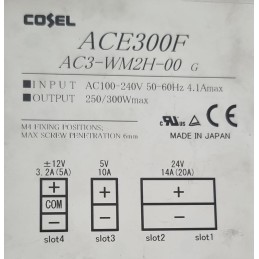 COSEL
ACE300F
AC3-WM2H-00 G
■INPUT AC100-240V 50-60Hz 4.1Amax
■OUTPUT 250/300Wmax
M4 FIXING POSITIONS;
MAX SCREW PENETRATION 6mm
c RU us △ CE
MADE IN JAPAN
±12V 5V 24V
3.2A(5A) 10A 14A(20A)
+ + +
COM
− − −
slot4 slot3 slot2 slot1